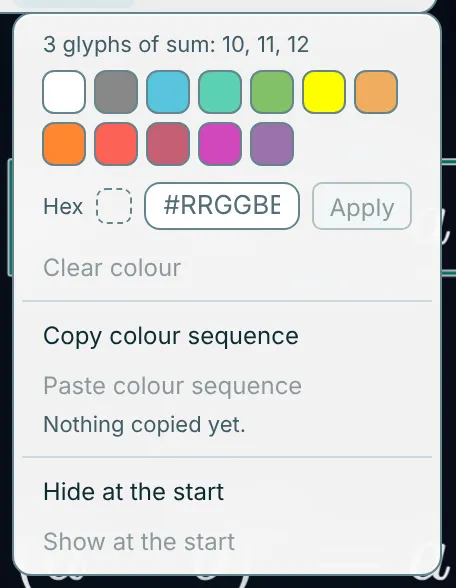 3 glyphs of sum: 10, 11, 12
Hex #RRGGBB Apply
Clear colour
Copy colour sequence
Paste colour sequence
Nothing copied yet.
Hide at the start
Show at the start